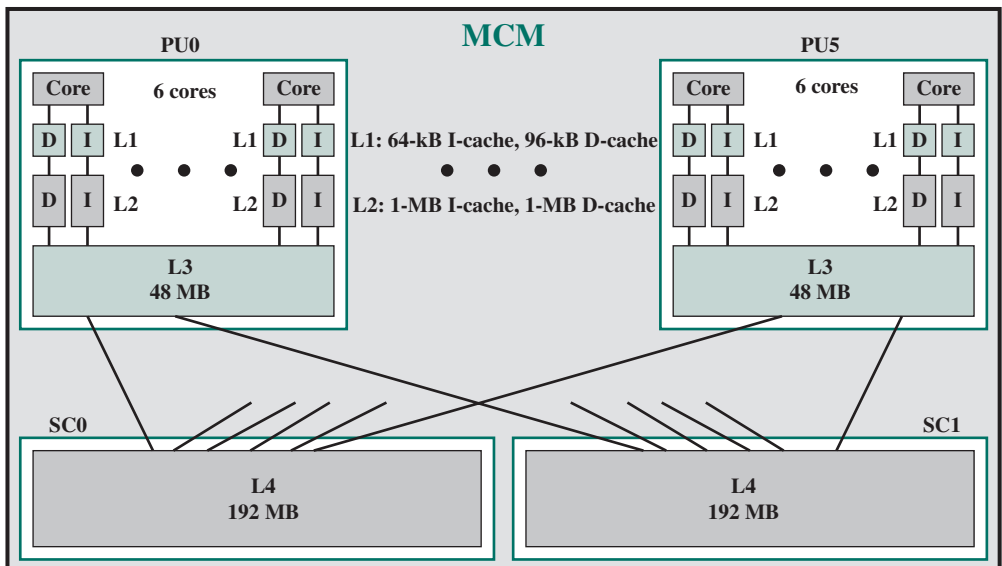 MCM
PU0
PU5
Core
6 cores
Core
Core
6 cores
Core
D I L1
L1 D I
L1: 64-kB I-cache, 96-kB D-cache
D I L1
L1 D I
D I L2
L2 D I
L2: 1-MB I-cache, 1-MB D-cache
D I L2
L2 D I
L3
48 MB
L3
48 MB
SC0
SC1
L4
192 MB
L4
192 MB